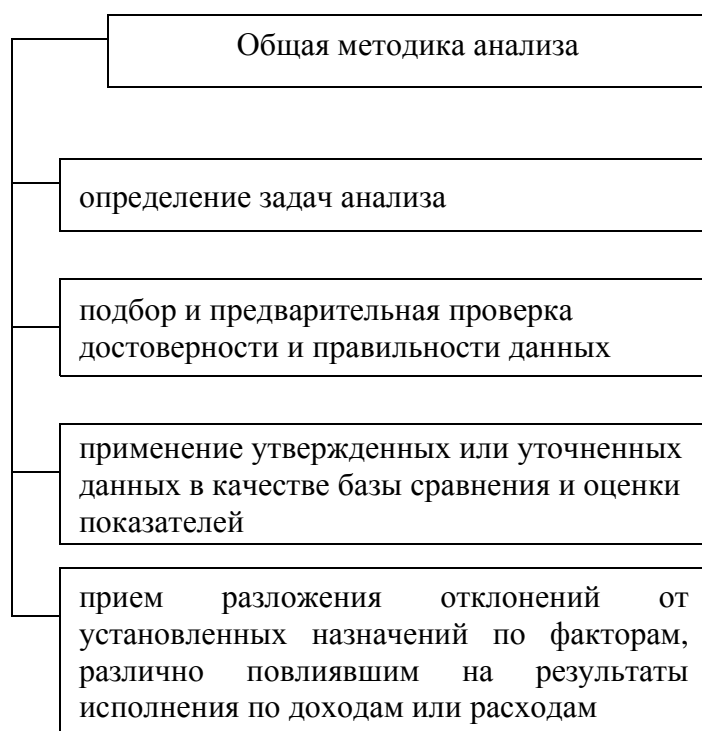 Общая методика анализа
определение задач анализа
подбор и предварительная проверка
достоверности и правильности данных
применение утвержденных или уточненных
данных в качестве базы сравнения и оценки
показателей
прием разложения отклонений от
установленных назначений по факторам,
различно повлиявшим на результаты
исполнения по доходам или расходам